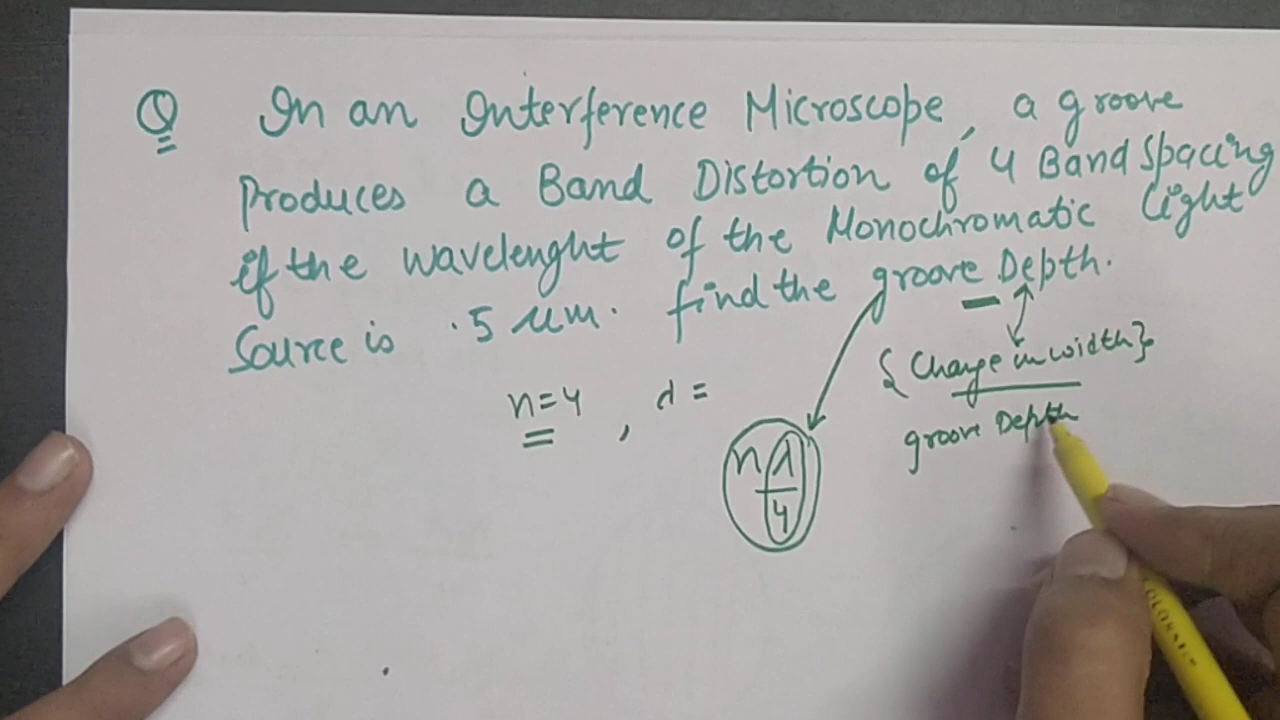 Q In an Interference Microscope, a groove
Produces a Band Distortion of 4 Band Spacing
if the wavelenght of the Monochromatic light
Source is .5 um. find the groove Depth.
{Change in width}
n=4, λ =
groove Depth
nλ
4